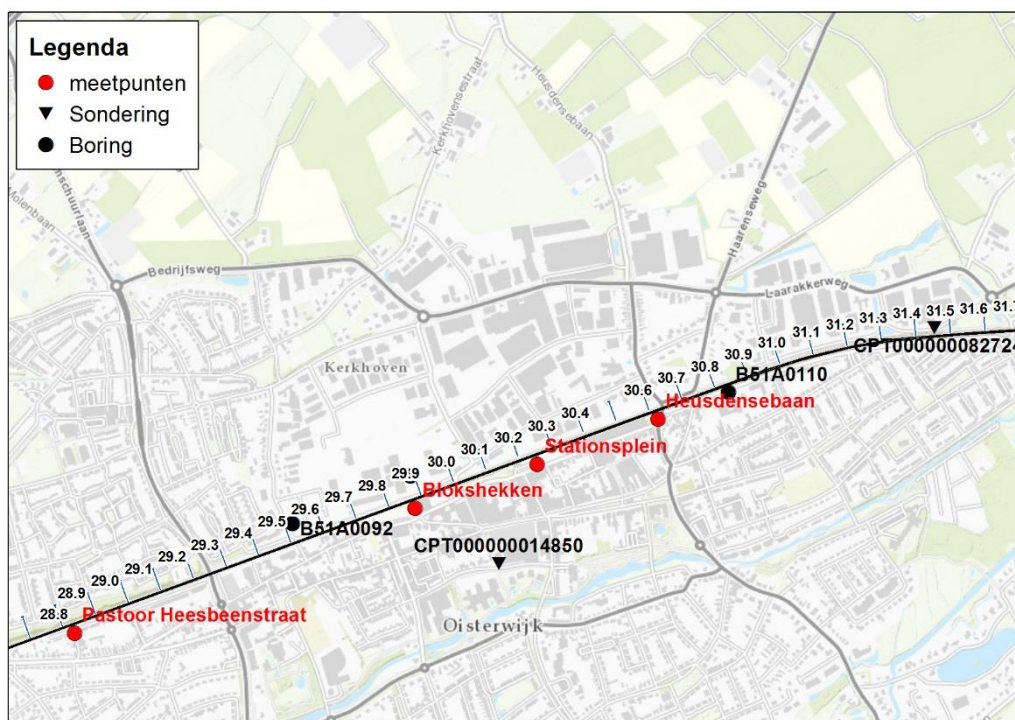 Legenda
meetpunten
Sondering
Boring
Kerkhovensestraat
Heusdensebaan
Molenbaan
nschuurlaan
Bedrijfsweg
Haarenseweg
Laarakkerweg
Kerkhoven
31.7
31.6
31.5
31.4
31.3
31.2
31.1
31.0
30.9
30.8
30.7
30.6
30.4
30.3
30.2
30.1
30.0
29.9
29.8
29.7
29.6
29.5
29.4
29.3
29.2
29.1
29.0
28.9
28.8
CPT000000082724
B51A0110
Heusdensebaan
Stationsplein
Blokshekken
B51A0092
CPT000000014850
Pastoor Heesbeenstraat
Oisterwijk